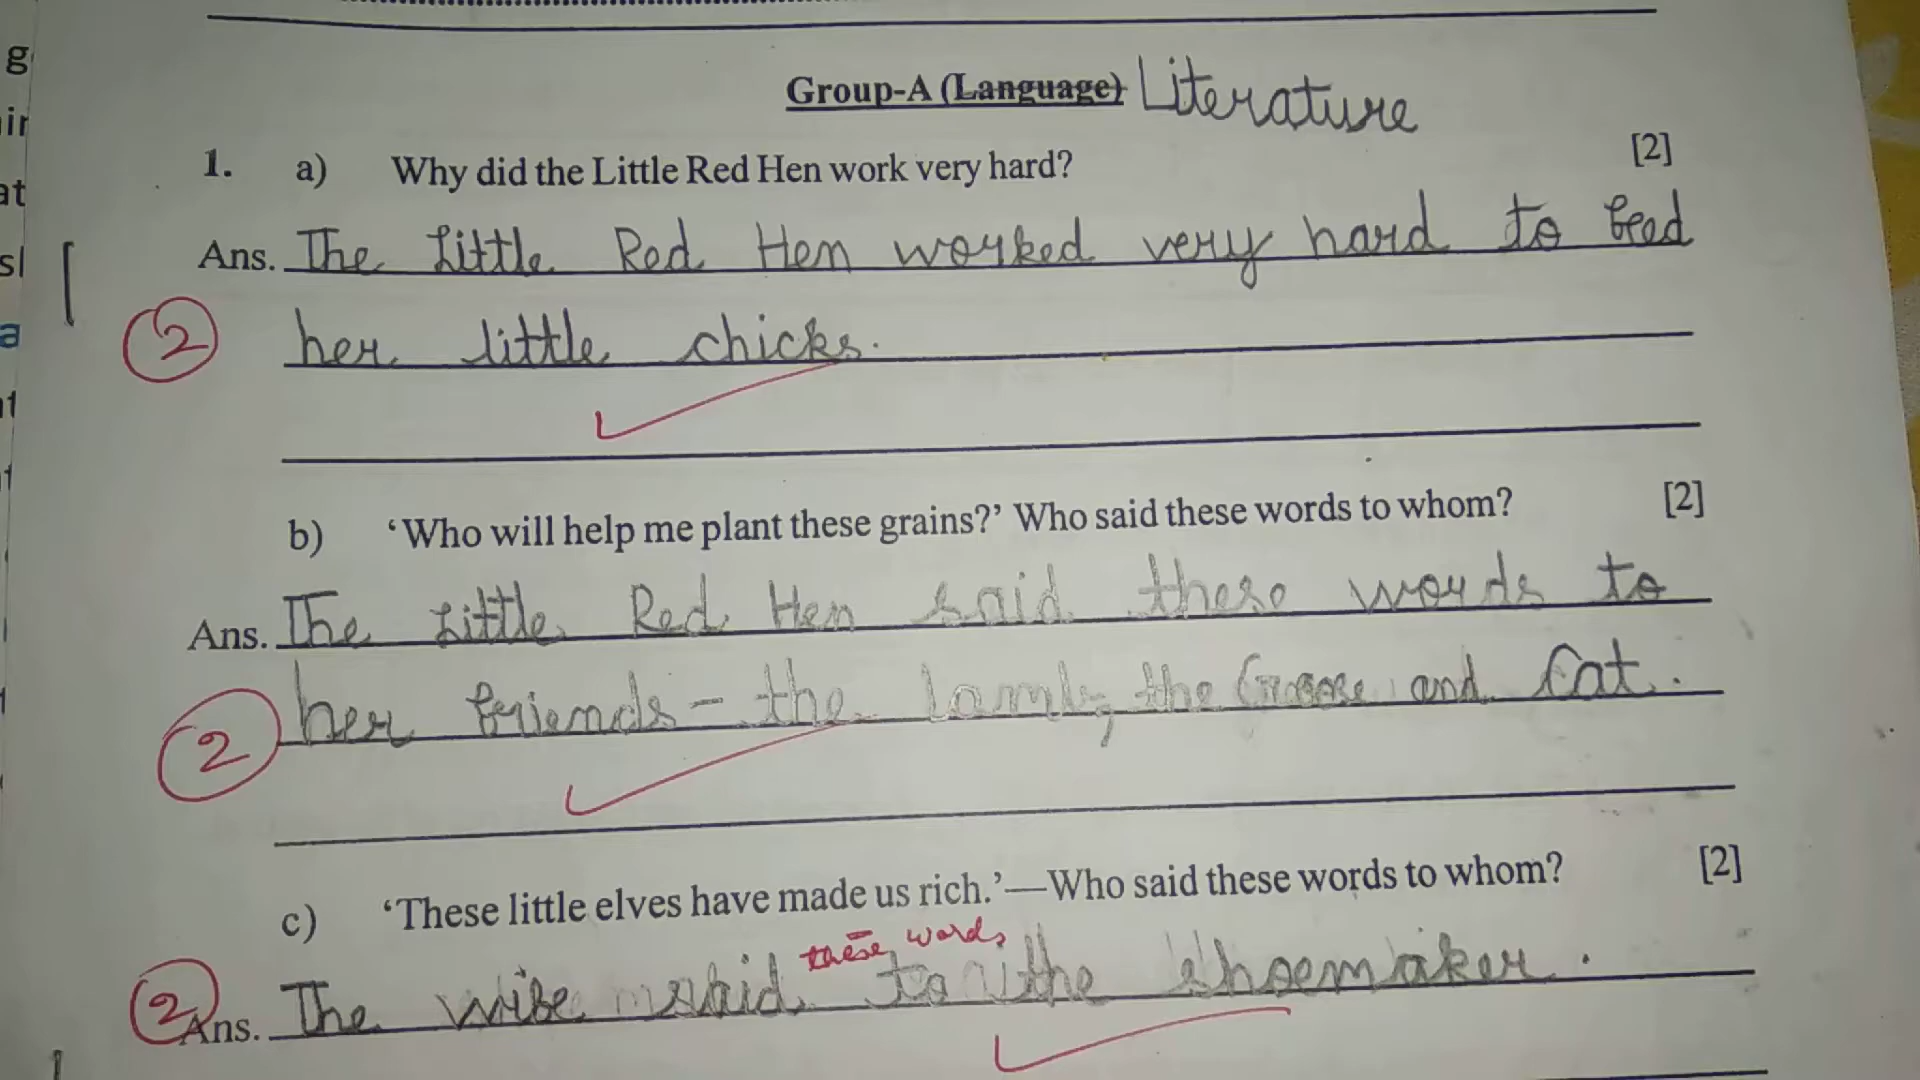 Group-A (Language) Literature
1. a) Why did the Little Red Hen work very hard? [2]
Ans. The Little Red Hen worked very hard to feed
2 her little chicks.
b) ‘Who will help me plant these grains?’ Who said these words to whom? [2]
Ans. The Little Red Hen said these words to
2 her friends – the lamb, the Goose and Cat.
c) ‘These little elves have made us rich.’—Who said these words to whom? [2]
these words
2 Ans. The wife said to the shoemaker.